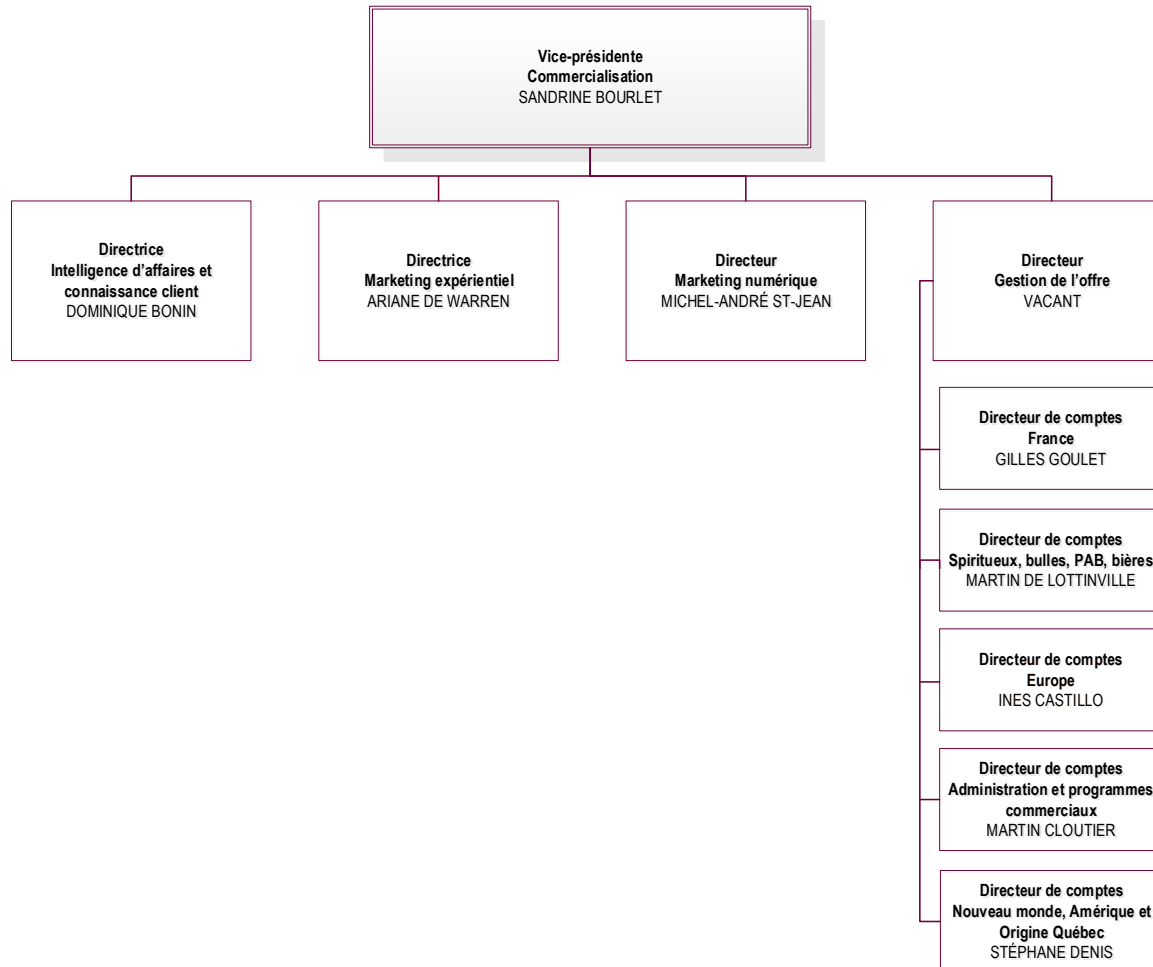 Vice-présidente
Commercialisation
SANDRINE BOURLET
Directrice
Intelligence d’affaires et
connaissance client
DOMINIQUE BONIN
Directrice
Marketing expérientiel
ARIANE DE WARREN
Directeur
Marketing numérique
MICHEL-ANDRÉ ST-JEAN
Directeur
Gestion de l’offre
VACANT
Directeur de comptes
France
GILLES GOULET
Directeur de comptes
Spiritueux, bulles, PAB, bières
MARTIN DE LOTTINVILLE
Directeur de comptes
Europe
INES CASTILLO
Directeur de comptes
Administration et programmes
commerciaux
MARTIN CLOUTIER
Directeur de comptes
Nouveau monde, Amérique et
Origine Québec
STÉPHANE DENIS